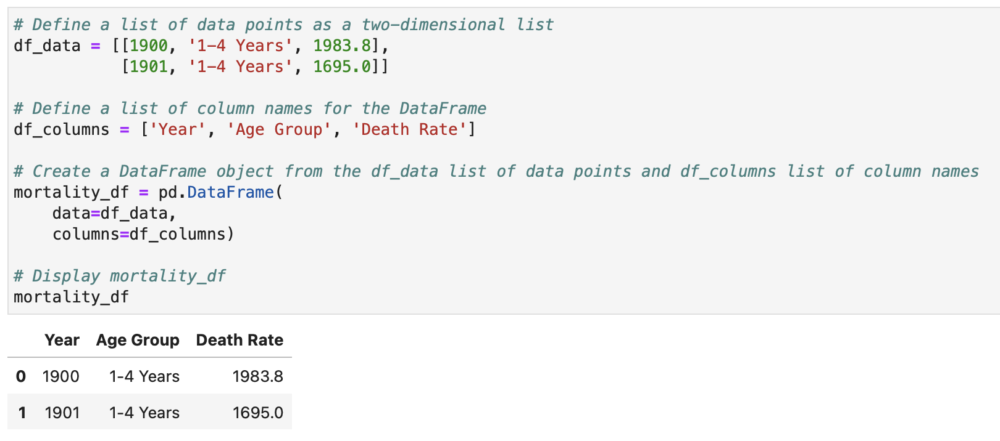 # Define a list of data points as a two-dimensional list
df_data = [[1900, '1-4 Years', 1983.8],
           [1901, '1-4 Years', 1695.0]]

# Define a list of column names for the DataFrame
df_columns = ['Year', 'Age Group', 'Death Rate']

# Create a DataFrame object from the df_data list of data points and df_columns list of column names
mortality_df = pd.DataFrame(
    data=df_data,
    columns=df_columns)

# Display mortality_df
mortality_df
Year Age Group Death Rate
0 1900 1-4 Years 1983.8
1 1901 1-4 Years 1695.0